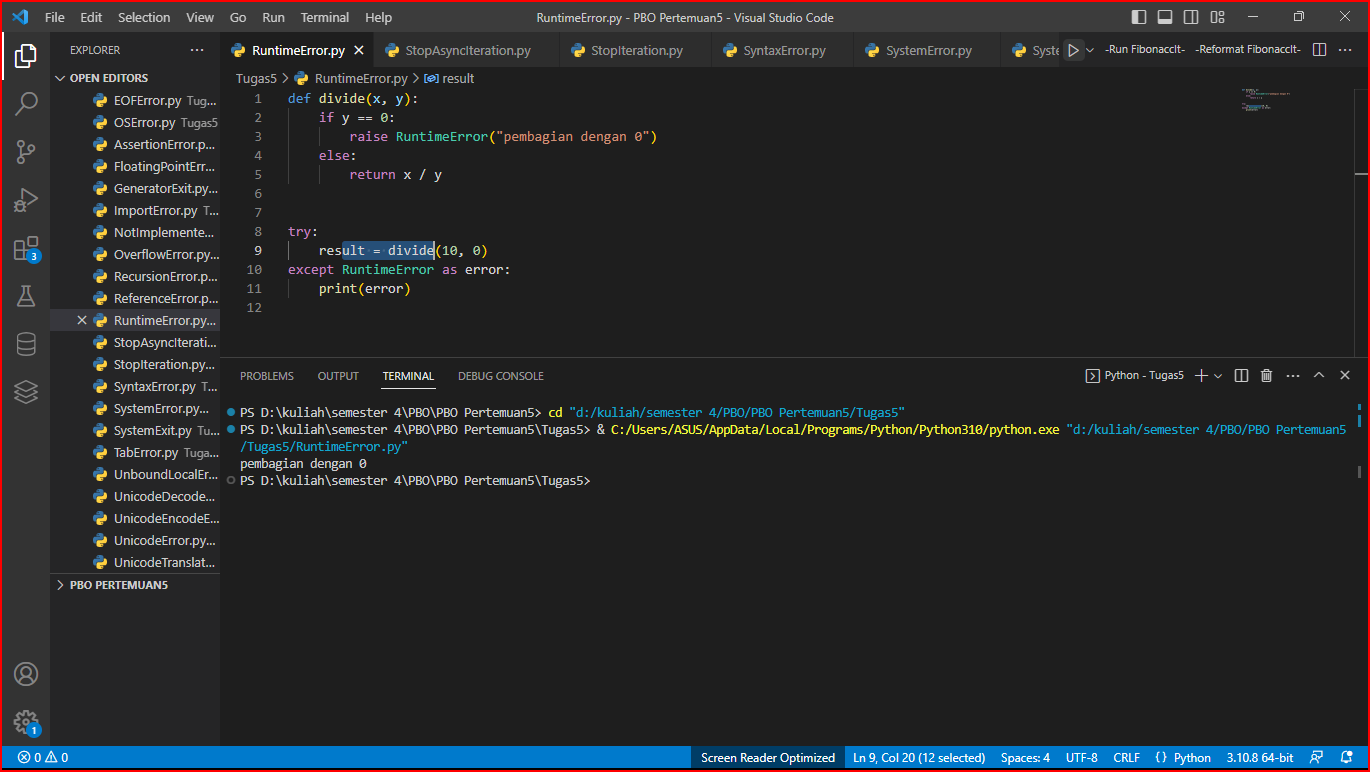 File Edit Selection View Go Run Terminal Help RuntimeError.py - PBO Pertemuan5 - Visual Studio Code
EXPLORER ···
OPEN EDITORS
EOFError.py Tug...
OSError.py Tugas5
AssertionError.p...
FloatingPointErr...
GeneratorExit.py...
ImportError.py T...
NotImplemente...
OverflowError.py...
RecursionError.p...
ReferenceError.p...
RuntimeError.py...
StopAsyncIterati...
StopIteration.py...
SyntaxError.py T...
SystemError.py...
SystemExit.py Tu...
TabError.py Tuga...
UnboundLocalEr...
UnicodeDecode...
UnicodeEncodeE...
UnicodeError.py...
UnicodeTranslat...
PBO PERTEMUAN5
3
1
RuntimeError.py StopAsyncIteration.py StopIteration.py SyntaxError.py SystemError.py Syste -Run FibonaccIt- -Reformat FibonaccIt- ···
Tugas5 > RuntimeError.py > result
1 def divide(x, y):
2 if y == 0:
3 raise RuntimeError("pembagian dengan 0")
4 else:
5 return x / y
6
7
8 try:
9 result = divide(10, 0)
10 except RuntimeError as error:
11 print(error)
12
PROBLEMS OUTPUT TERMINAL DEBUG CONSOLE Python - Tugas5 ···
PS D:\kuliah\semester 4\PBO\PBO Pertemuan5> cd "d:/kuliah/semester 4/PBO/PBO Pertemuan5/Tugas5"
PS D:\kuliah\semester 4\PBO\PBO Pertemuan5\Tugas5> & C:/Users/ASUS/AppData/Local/Programs/Python/Python310/python.exe "d:/kuliah/semester 4/PBO/PBO Pertemuan5
/Tugas5/RuntimeError.py"
pembagian dengan 0
PS D:\kuliah\semester 4\PBO\PBO Pertemuan5\Tugas5>
0 0 Screen Reader Optimized Ln 9, Col 20 (12 selected) Spaces: 4 UTF-8 CRLF {} Python 3.10.8 64-bit